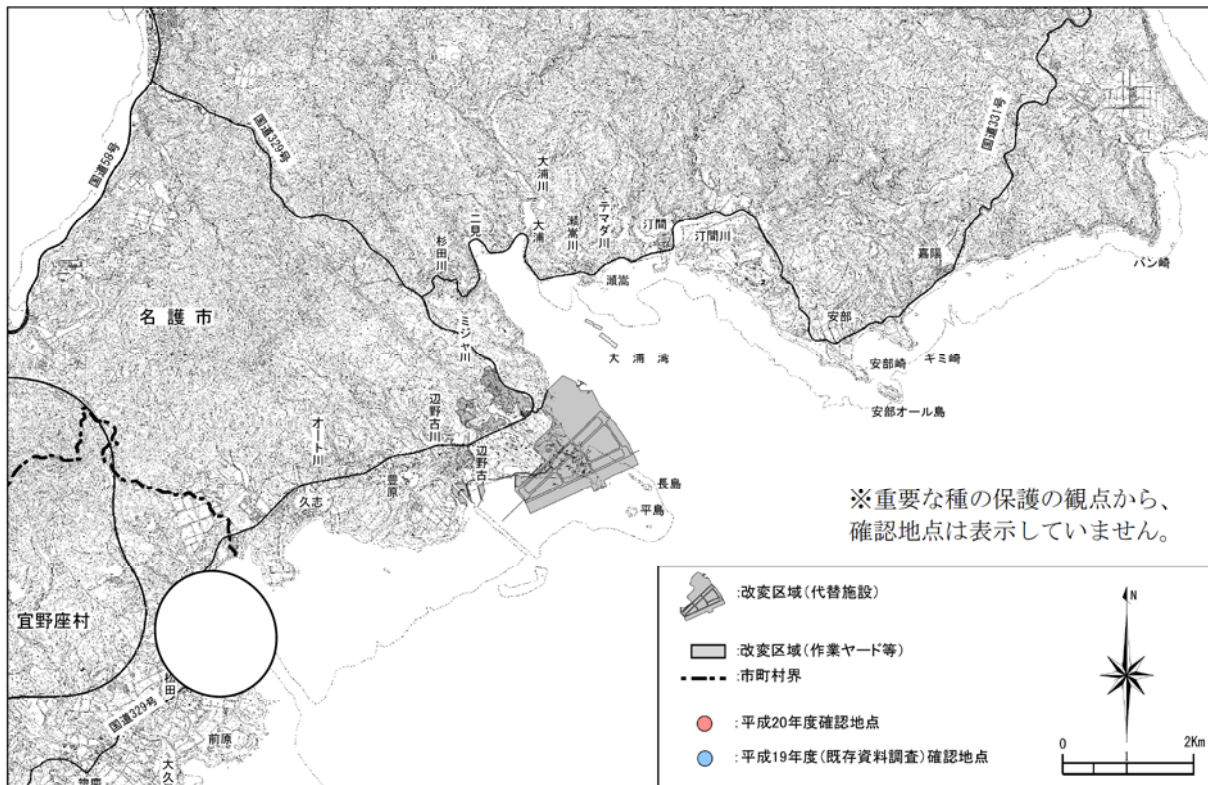 国道58号
国道329号
国道331号
大浦川
二見
大浦
瀬嵩川
テマダ川
汀間
汀間川
杉田川
瀬嵩
嘉陽
バン崎
名護市
ミジャ川
大浦湾
安部
安部崎
ギミ崎
安部オール島
辺野古川
オート川
辺野古
豊原
久志
長島
平島
※重要な種の保護の観点から、
確認地点は表示していません。
宜野座村
松田
国道329号
前原
大久
惣慶
:改変区域(代替施設)
:改変区域(作業ヤード等)
:市町村界
:平成20年度確認地点
:平成19年度(既存資料調査)確認地点
N
0 2Km